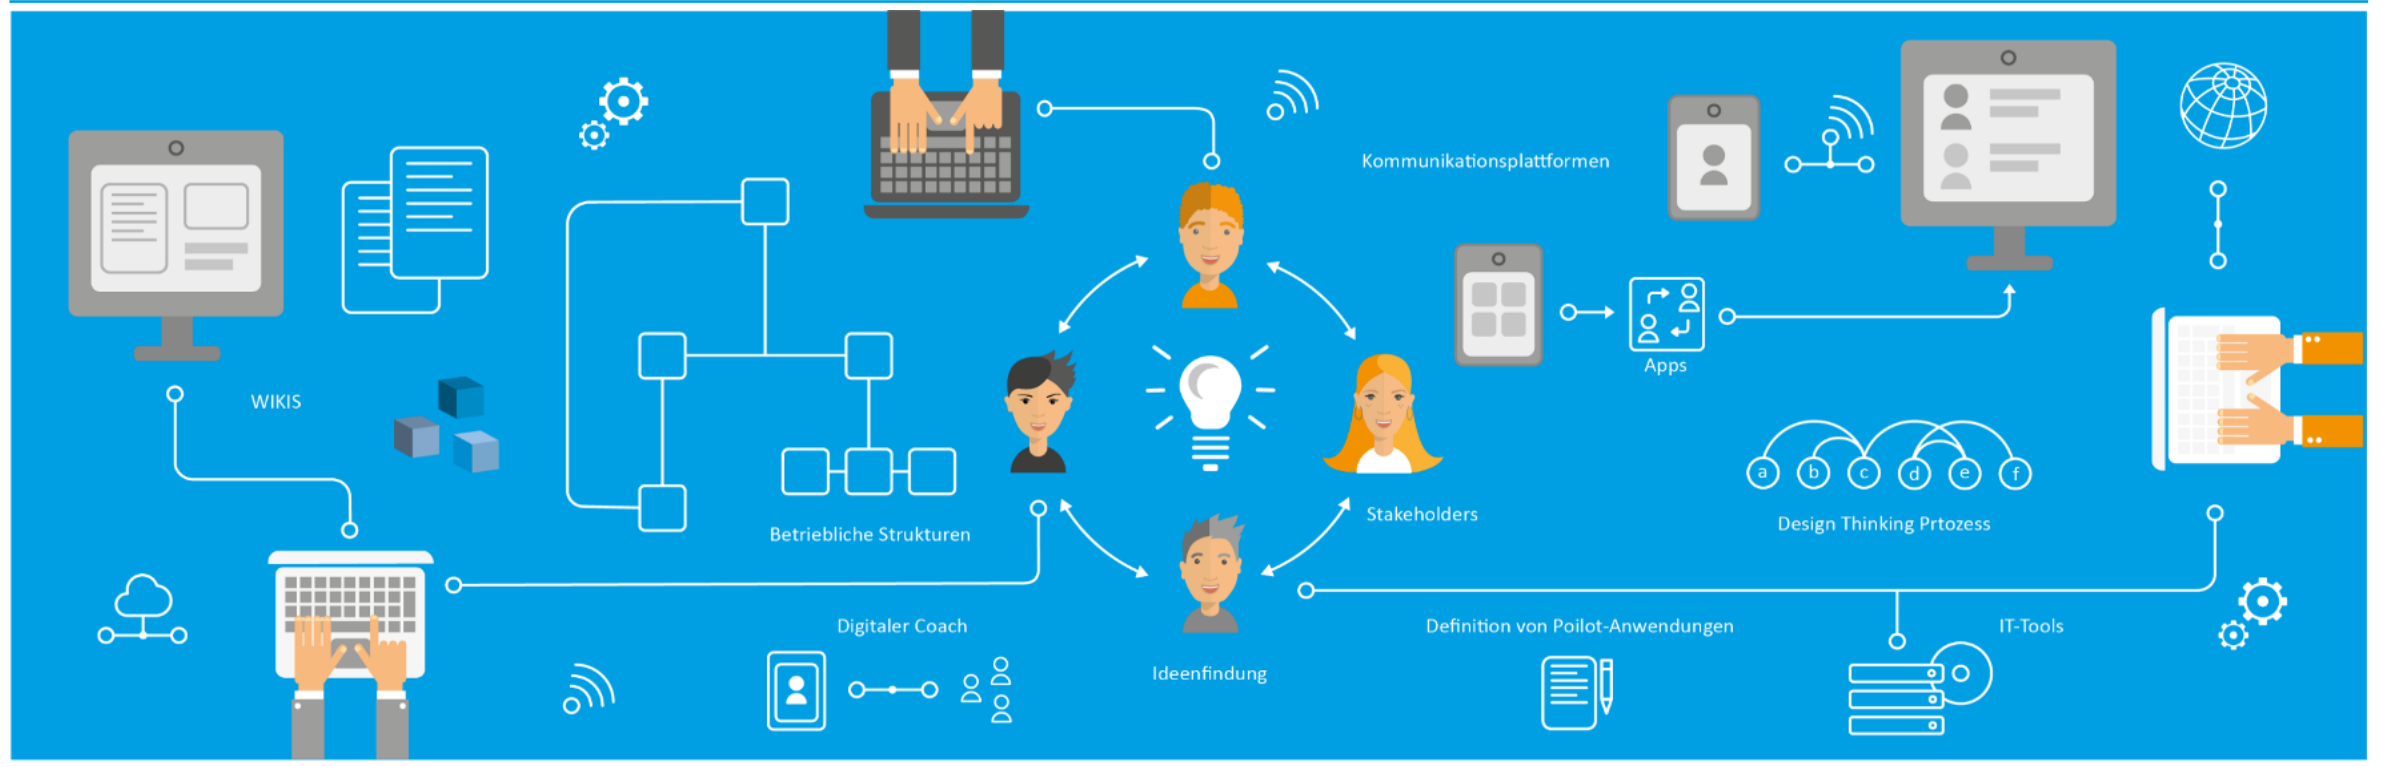 Kommunikationsplattformen
Apps
WIKIS
a b c d e f
Stakeholders
Design Thinking Prtozess
Betriebliche Strukturen
Digitaler Coach
Definition von Poilot-Anwendungen
IT-Tools
Ideenfindung